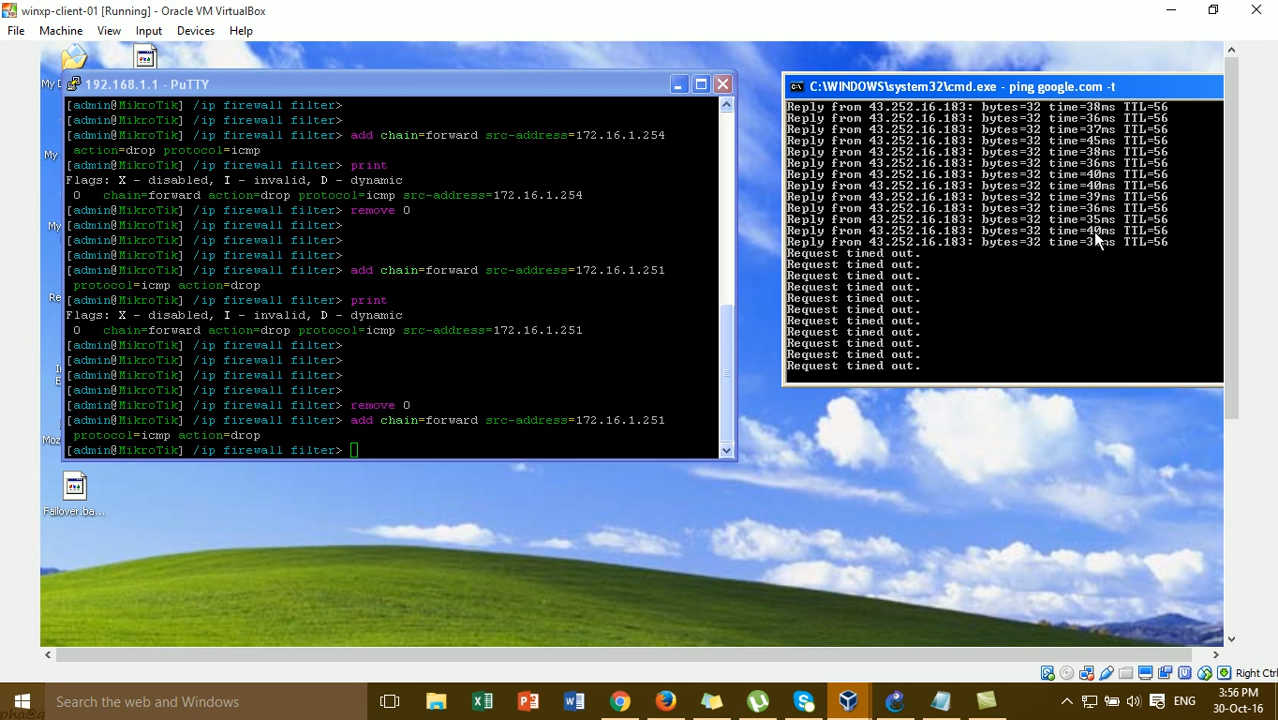 winxp-client-01 [Running] - Oracle VM VirtualBox
File Machine View Input Devices Help
192.168.1.1 - PuTTY
[admin@MikroTik] /ip firewall filter>
[admin@MikroTik] /ip firewall filter>
[admin@MikroTik] /ip firewall filter> add chain=forward src-address=172.16.1.254
action=drop protocol=icmp
[admin@MikroTik] /ip firewall filter> print
Flags: X - disabled, I - invalid, D - dynamic
0 chain=forward action=drop protocol=icmp src-address=172.16.1.254
[admin@MikroTik] /ip firewall filter> remove 0
[admin@MikroTik] /ip firewall filter>
[admin@MikroTik] /ip firewall filter>
[admin@MikroTik] /ip firewall filter>
[admin@MikroTik] /ip firewall filter> add chain=forward src-address=172.16.1.251
protocol=icmp action=drop
[admin@MikroTik] /ip firewall filter> print
Flags: X - disabled, I - invalid, D - dynamic
0 chain=forward action=drop protocol=icmp src-address=172.16.1.251
[admin@MikroTik] /ip firewall filter>
[admin@MikroTik] /ip firewall filter>
[admin@MikroTik] /ip firewall filter>
[admin@MikroTik] /ip firewall filter>
[admin@MikroTik] /ip firewall filter> remove 0
[admin@MikroTik] /ip firewall filter> add chain=forward src-address=172.16.1.251
protocol=icmp action=drop
[admin@MikroTik] /ip firewall filter>
C:\WINDOWS\system32\cmd.exe - ping google.com -t
Reply from 43.252.16.183: bytes=32 time=38ms TTL=56
Reply from 43.252.16.183: bytes=32 time=36ms TTL=56
Reply from 43.252.16.183: bytes=32 time=37ms TTL=56
Reply from 43.252.16.183: bytes=32 time=45ms TTL=56
Reply from 43.252.16.183: bytes=32 time=38ms TTL=56
Reply from 43.252.16.183: bytes=32 time=36ms TTL=56
Reply from 43.252.16.183: bytes=32 time=40ms TTL=56
Reply from 43.252.16.183: bytes=32 time=40ms TTL=56
Reply from 43.252.16.183: bytes=32 time=39ms TTL=56
Reply from 43.252.16.183: bytes=32 time=36ms TTL=56
Reply from 43.252.16.183: bytes=32 time=35ms TTL=56
Reply from 43.252.16.183: bytes=32 time=40ms TTL=56
Reply from 43.252.16.183: bytes=32 TTL=56
Request timed out.
Request timed out.
Request timed out.
Request timed out.
Request timed out.
Request timed out.
Request timed out.
Request timed out.
Request timed out.
Request timed out.
Request timed out.
My
My
My
Failover.ba...
Right Ctrl
Search the web and Windows
ENG
3:56 PM
30-Oct-16